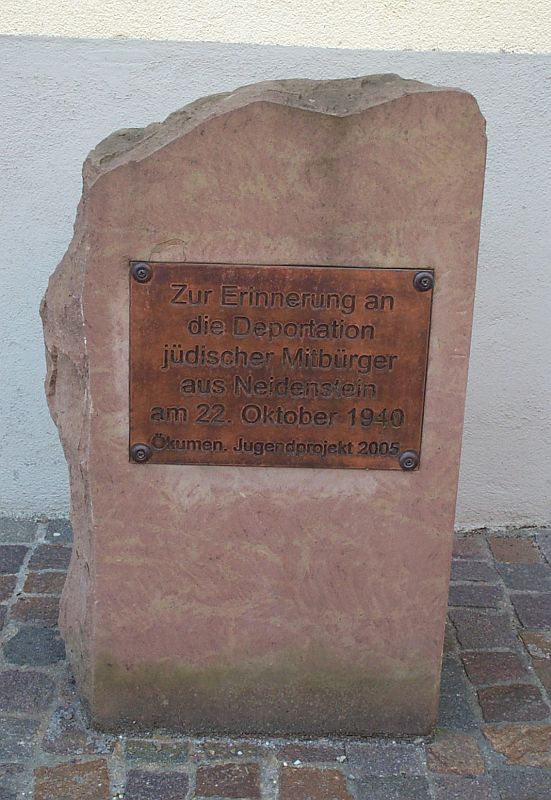 Zur Erinnerung an
die Deportation
jüdischer Mitbürger
aus Neidenstein
am 22. Oktober 1940
Ökumen. Jugendprojekt 2005